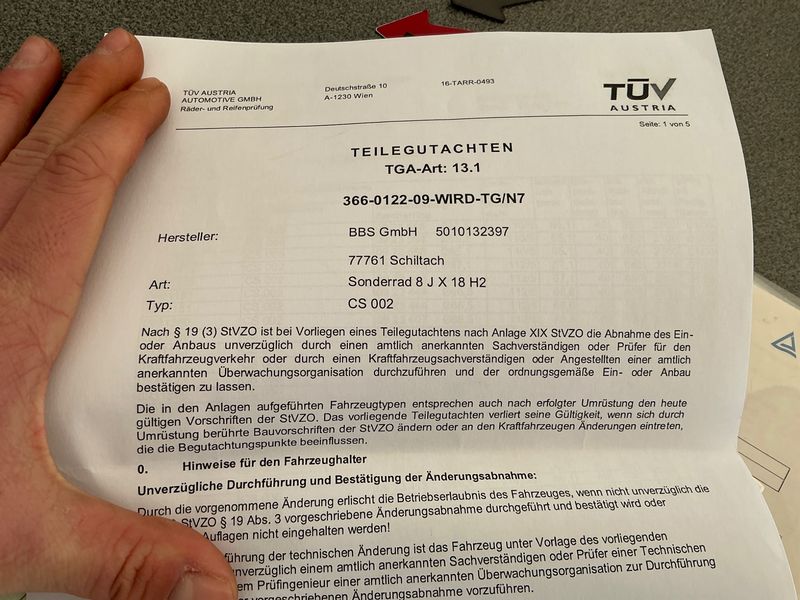 TÜV AUSTRIA
AUTOMOTIVE GMBH
Räder- und Reifenprüfung
Deutschstraße 10
A-1230 Wien
16-TARR-0493
TÜV
AUSTRIA
Seite: 1 von 5
TEILEGUTACHTEN
TGA-Art: 13.1
366-0122-09-WIRD-TG/N7
Hersteller: BBS GmbH 5010132397
77761 Schiltach
Art: Sonderrad 8 J X 18 H2
Typ: CS 002
Nach § 19 (3) StVZO ist bei Vorliegen eines Teilegutachtens nach Anlage XIX StVZO die Abnahme des Ein-
oder Anbaus unverzüglich durch einen amtlich anerkannten Sachverständigen oder Prüfer für den
Kraftfahrzeugverkehr oder durch einen Kraftfahrzeugsachverständigen oder Angestellten einer amtlich
anerkannten Überwachungsorganisation durchzuführen und der ordnungsgemäße Ein- oder Anbau
bestätigen zu lassen.
Die in den Anlagen aufgeführten Fahrzeugtypen entsprechen auch nach erfolgter Umrüstung den heute
gültigen Vorschriften der StVZO. Das vorliegende Teilegutachten verliert seine Gültigkeit, wenn sich durch
Umrüstung berührte Bauvorschriften der StVZO ändern oder an den Kraftfahrzeugen Änderungen eintreten,
die die Begutachtungspunkte beeinflussen.
0. Hinweise für den Fahrzeughalter
Unverzügliche Durchführung und Bestätigung der Änderungsabnahme:
Durch die vorgenommene Änderung erlischt die Betriebserlaubnis des Fahrzeuges, wenn nicht unverzüglich die
StVZO § 19 Abs. 3 vorgeschriebene Änderungsabnahme durchgeführt und bestätigt wird oder
Auflagen nicht eingehalten werden!
führung der technischen Änderung ist das Fahrzeug unter Vorlage des vorliegenden
unverzüglich einem amtlich anerkannten Sachverständigen oder Prüfer einer Technischen
em Prüfingenieur einer amtlich anerkannten Überwachungsorganisation zur Durchführung
vorgeschriebenen Änderungsabnahme vorzuführen.